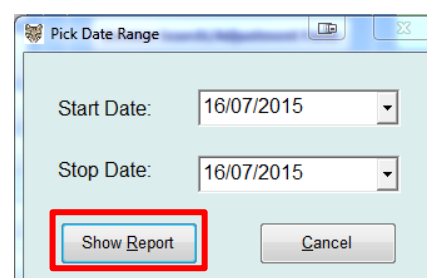 Pick Date Range
Start Date: 16/07/2015
Stop Date: 16/07/2015
Show Report Cancel